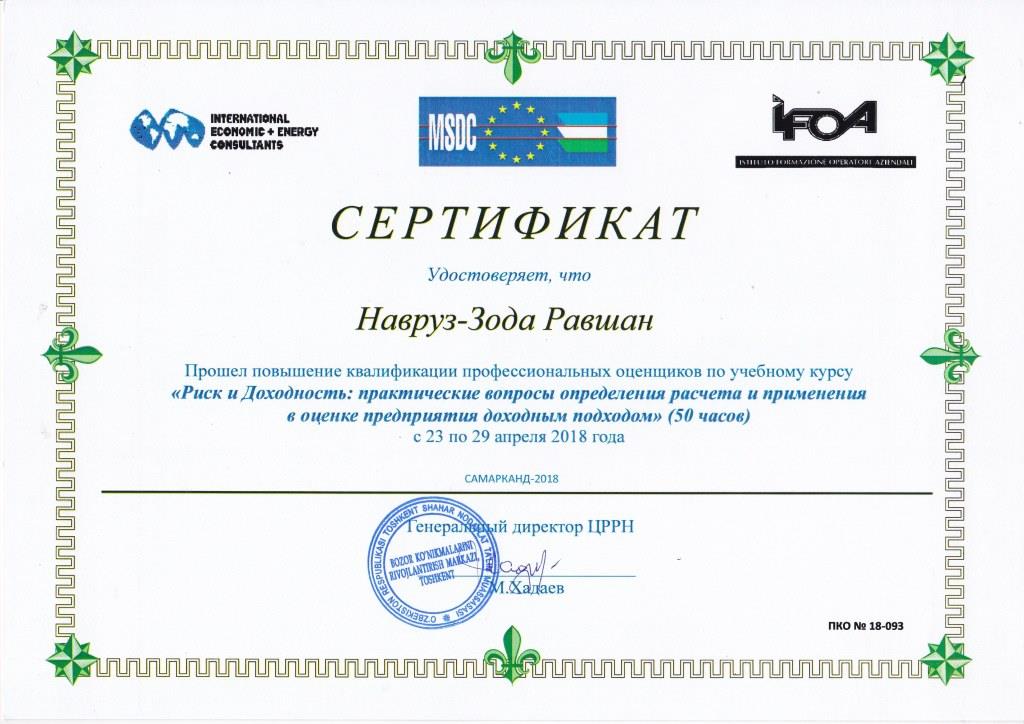 INTERNATIONAL
ECONOMIC + ENERGY
CONSULTANTS
MSDC
IFOA
ISTITUTO FORMAZIONE OPERATORI AZIENDALI
СЕРТИФИКАТ
Удостоверяет, что
Навруз-Зода Равшан
Прошел повышение квалификации профессиональных оценщиков по учебному курсу
«Риск и Доходность: практические вопросы определения расчета и применения
в оценке предприятия доходным подходом» (50 часов)
с 23 по 29 апреля 2018 года
САМАРКАНД-2018
Генеральный директор ЦРРН
O'ZBEKISTON RESPUBLIKASI TOSHKENT SHAHAR NODAVLAT TA'LIM MUASSASASI
BOZOR KO'NIKMALARINI
RIVOJLANTIRISH MARKAZI,
TOSHKENT
М.Хадаев
ПКО № 18-093